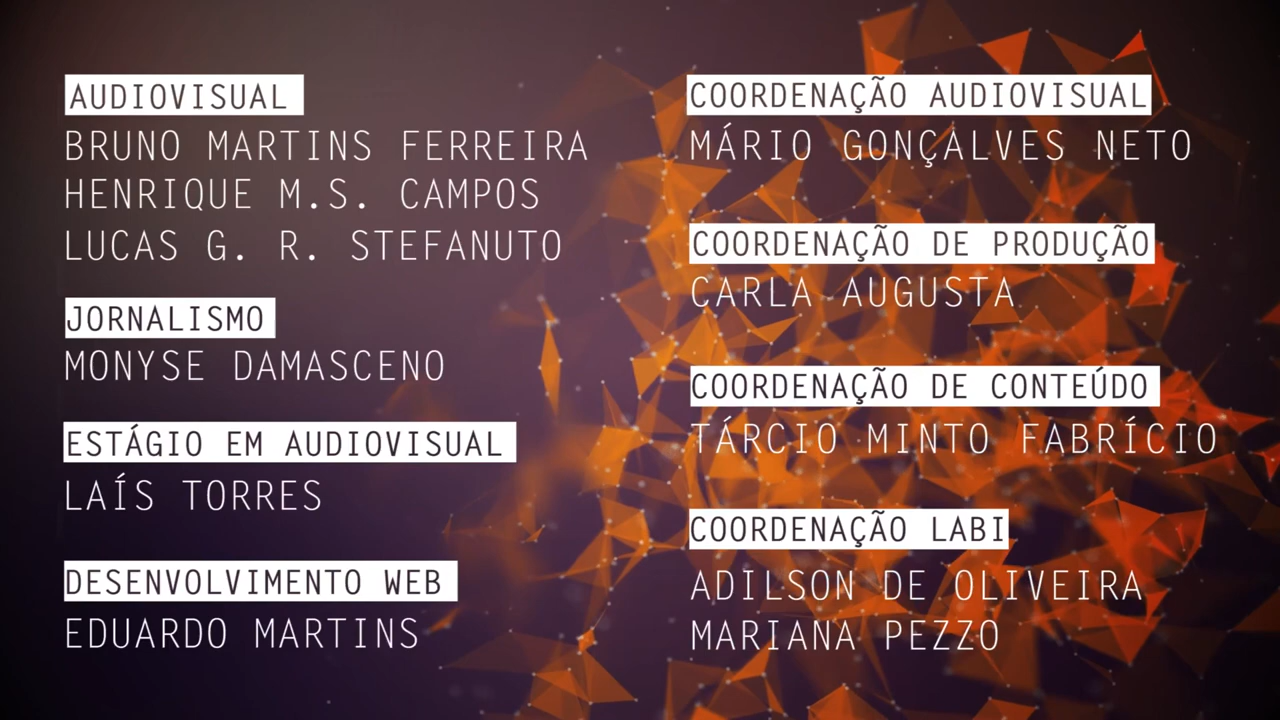 AUDIOVISUAL
BRUNO MARTINS FERREIRA
HENRIQUE M.S. CAMPOS
LUCAS G. R. STEFANUTO
JORNALISMO
MONYSE DAMASCENO
ESTÁGIO EM AUDIOVISUAL
LAÍS TORRES
DESENVOLVIMENTO WEB
EDUARDO MARTINS
COORDENAÇÃO AUDIOVISUAL
MÁRIO GONÇALVES NETO
COORDENAÇÃO DE PRODUÇÃO
CARLA AUGUSTA
COORDENAÇÃO DE CONTEÚDO
TÁRCIO MINTO FABRÍCIO
COORDENAÇÃO LABI
ADILSON DE OLIVEIRA
MARIANA PEZZO